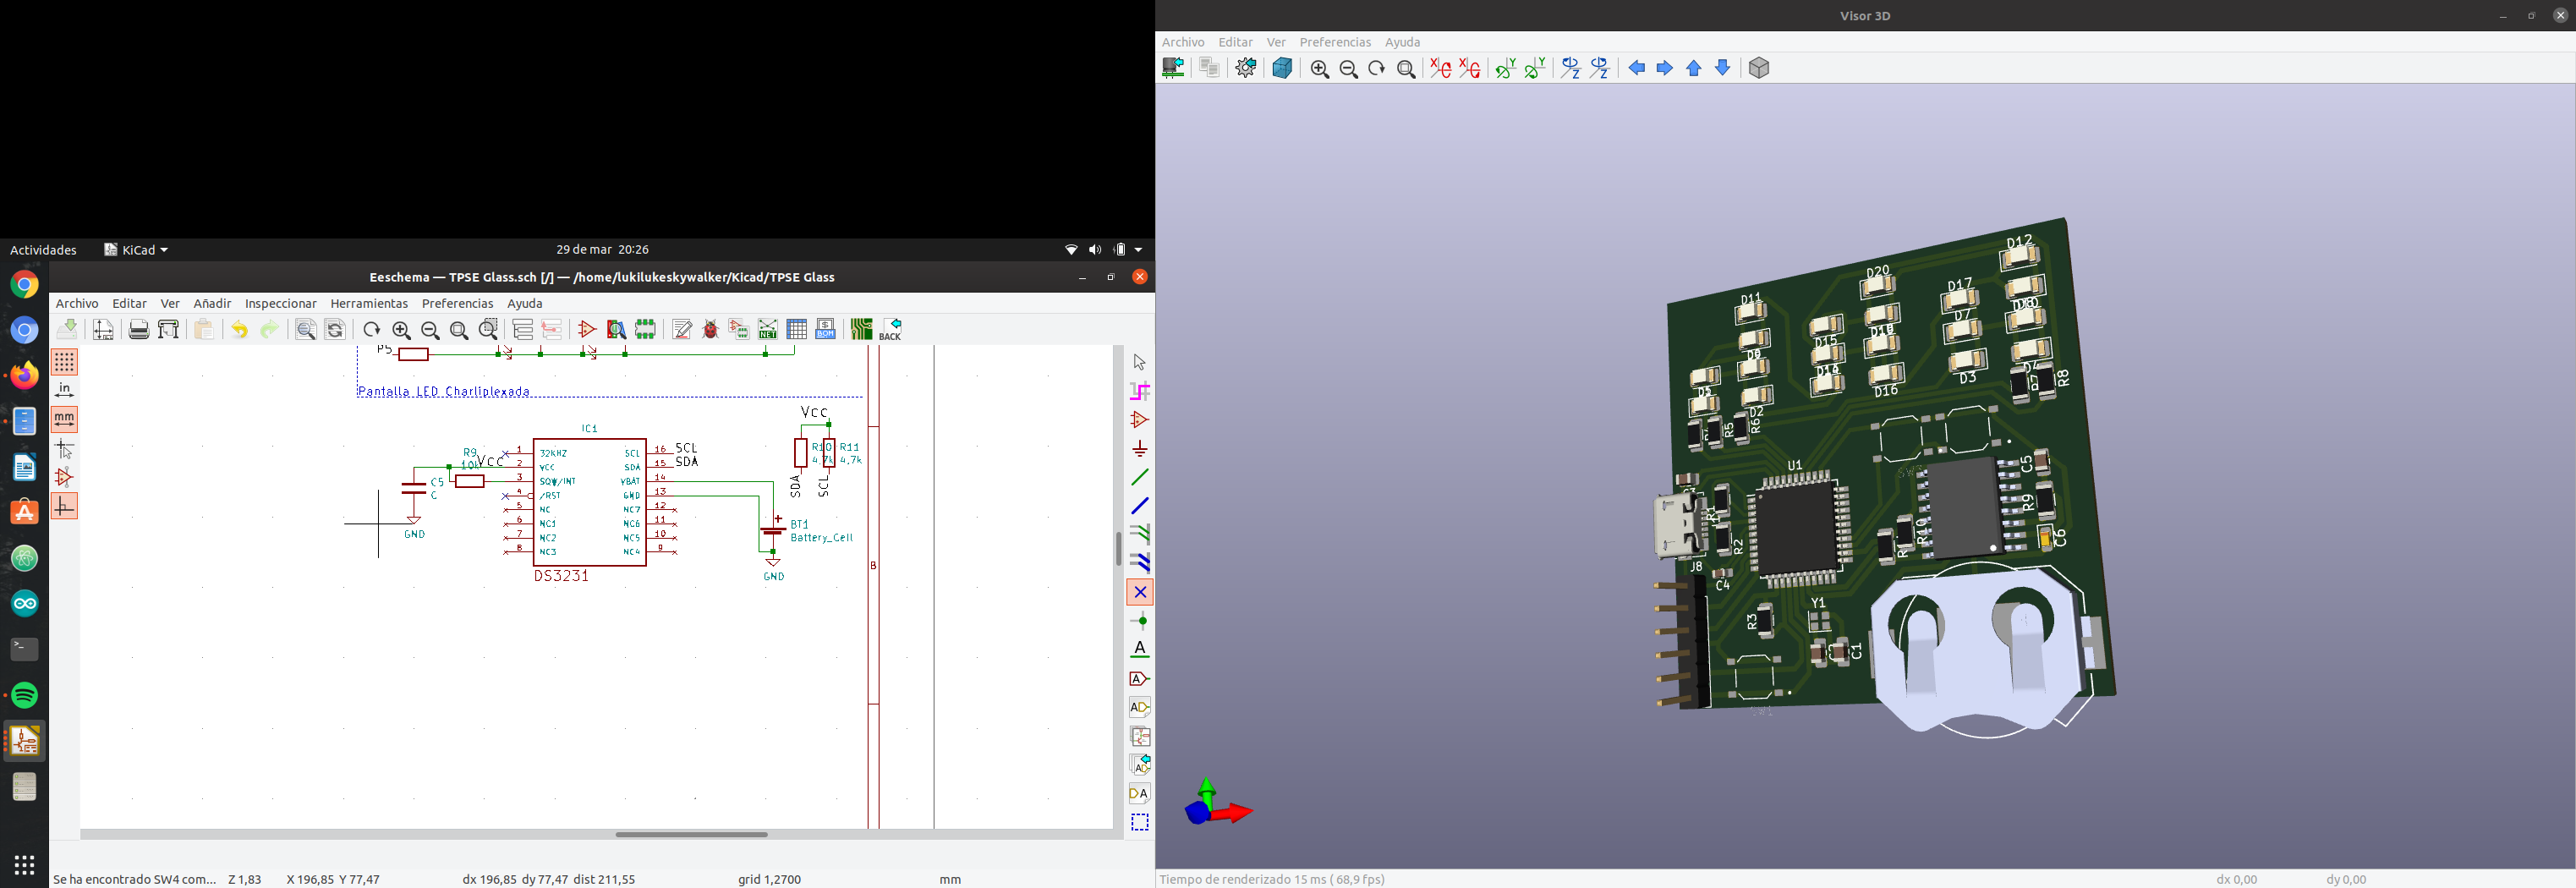 Actividades
KiCad
29 de mar 20:26
Eeschema — TPSE Glass.sch [/] — /home/lukilukeskywalker/Kicad/TPSE Glass
Archivo Editar Ver Añadir Inspeccionar Herramientas Preferencias Ayuda
NET
BOM
BACK
in
mm
P5
Pantalla LED Charliplexada
Vcc
R10 R11
4,7k 4,7k
SDA
SCL
IC1
R9
10k
Vcc
C5
C
GND
1 32KHZ SCL 16 SCL
2 VCC SDA 15 SDA
3 SQW/INT VBAT 14
4 /RST GND 13
5 NC NC7 12
6 NC1 NC6 11
7 NC2 NC5 10
8 NC3 NC4 9
DS3231
BT1
Battery_Cell
GND
B
Se ha encontrado SW4 com... Z 1,83 X 196,85 Y 77,47 dx 196,85 dy 77,47 dist 211,55 grid 1,2700 mm
Visor 3D
Archivo Editar Ver Preferencias Ayuda
D12
D20
D17
D11
D7
D15
D14
D16
D3
D2
R8
R7
R6
R5
U1
C5
R9
C6
R10
R1
R2
J8
C4
Y1
R3
C1
Tiempo de renderizado 15 ms ( 68,9 fps)
dx 0,00
dy 0,00